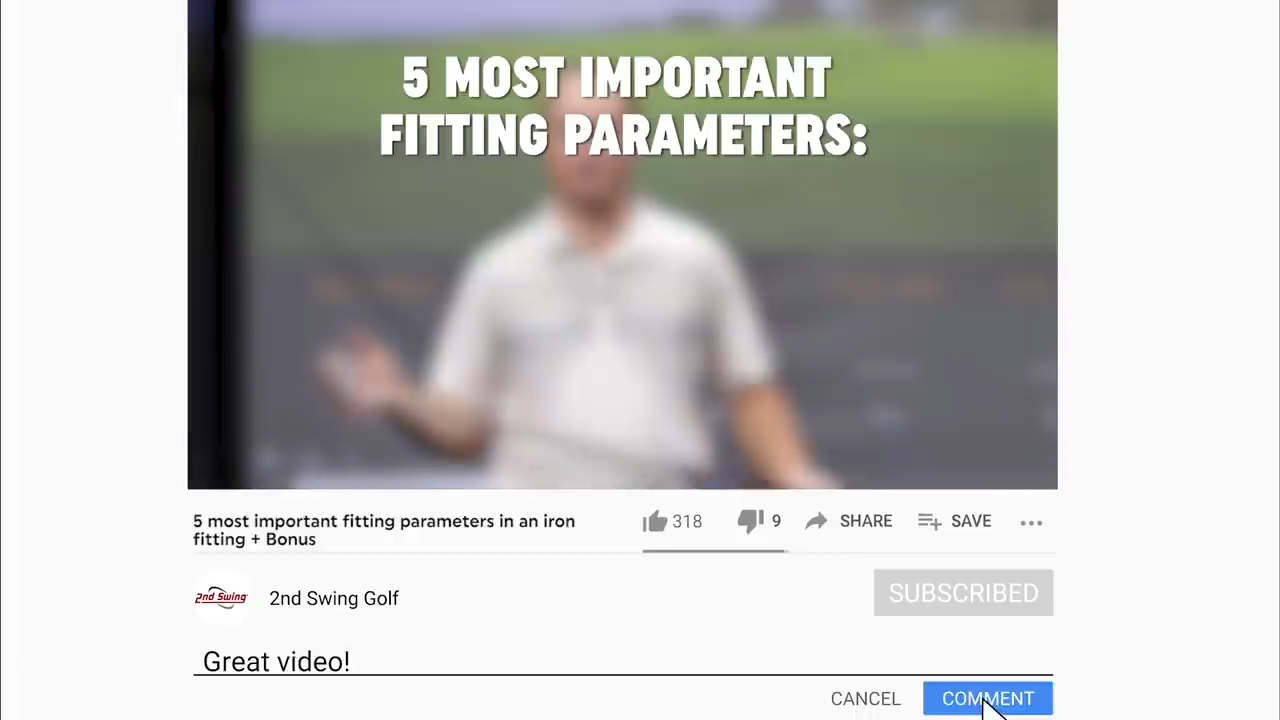 5 MOST IMPORTANT
FITTING PARAMETERS:
5 most important fitting parameters in an iron
fitting + Bonus
318
9
SHARE
SAVE
2nd Swing
2nd Swing Golf
SUBSCRIBED
Great video!
CANCEL
COMMENT